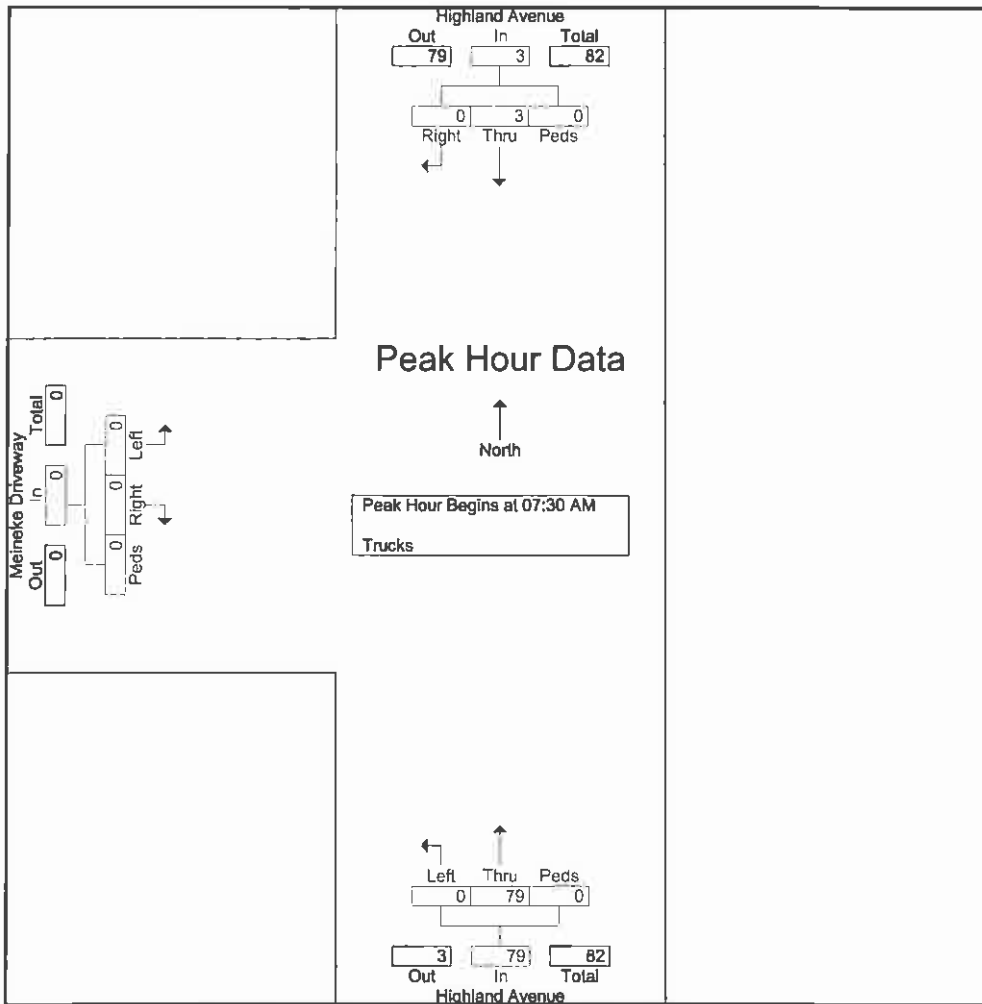 Highland Avenue
Out In Total
79 3 82
0 3 0
Right Thru Peds
Peak Hour Data
North
Peak Hour Begins at 07:30 AM
Trucks
Meineke Driveway
Out In Total
0 0 0
0 0 0
Peds Right Left
Left Thru Peds
0 79 0
3 79 82
Out In Total
Highland Avenue